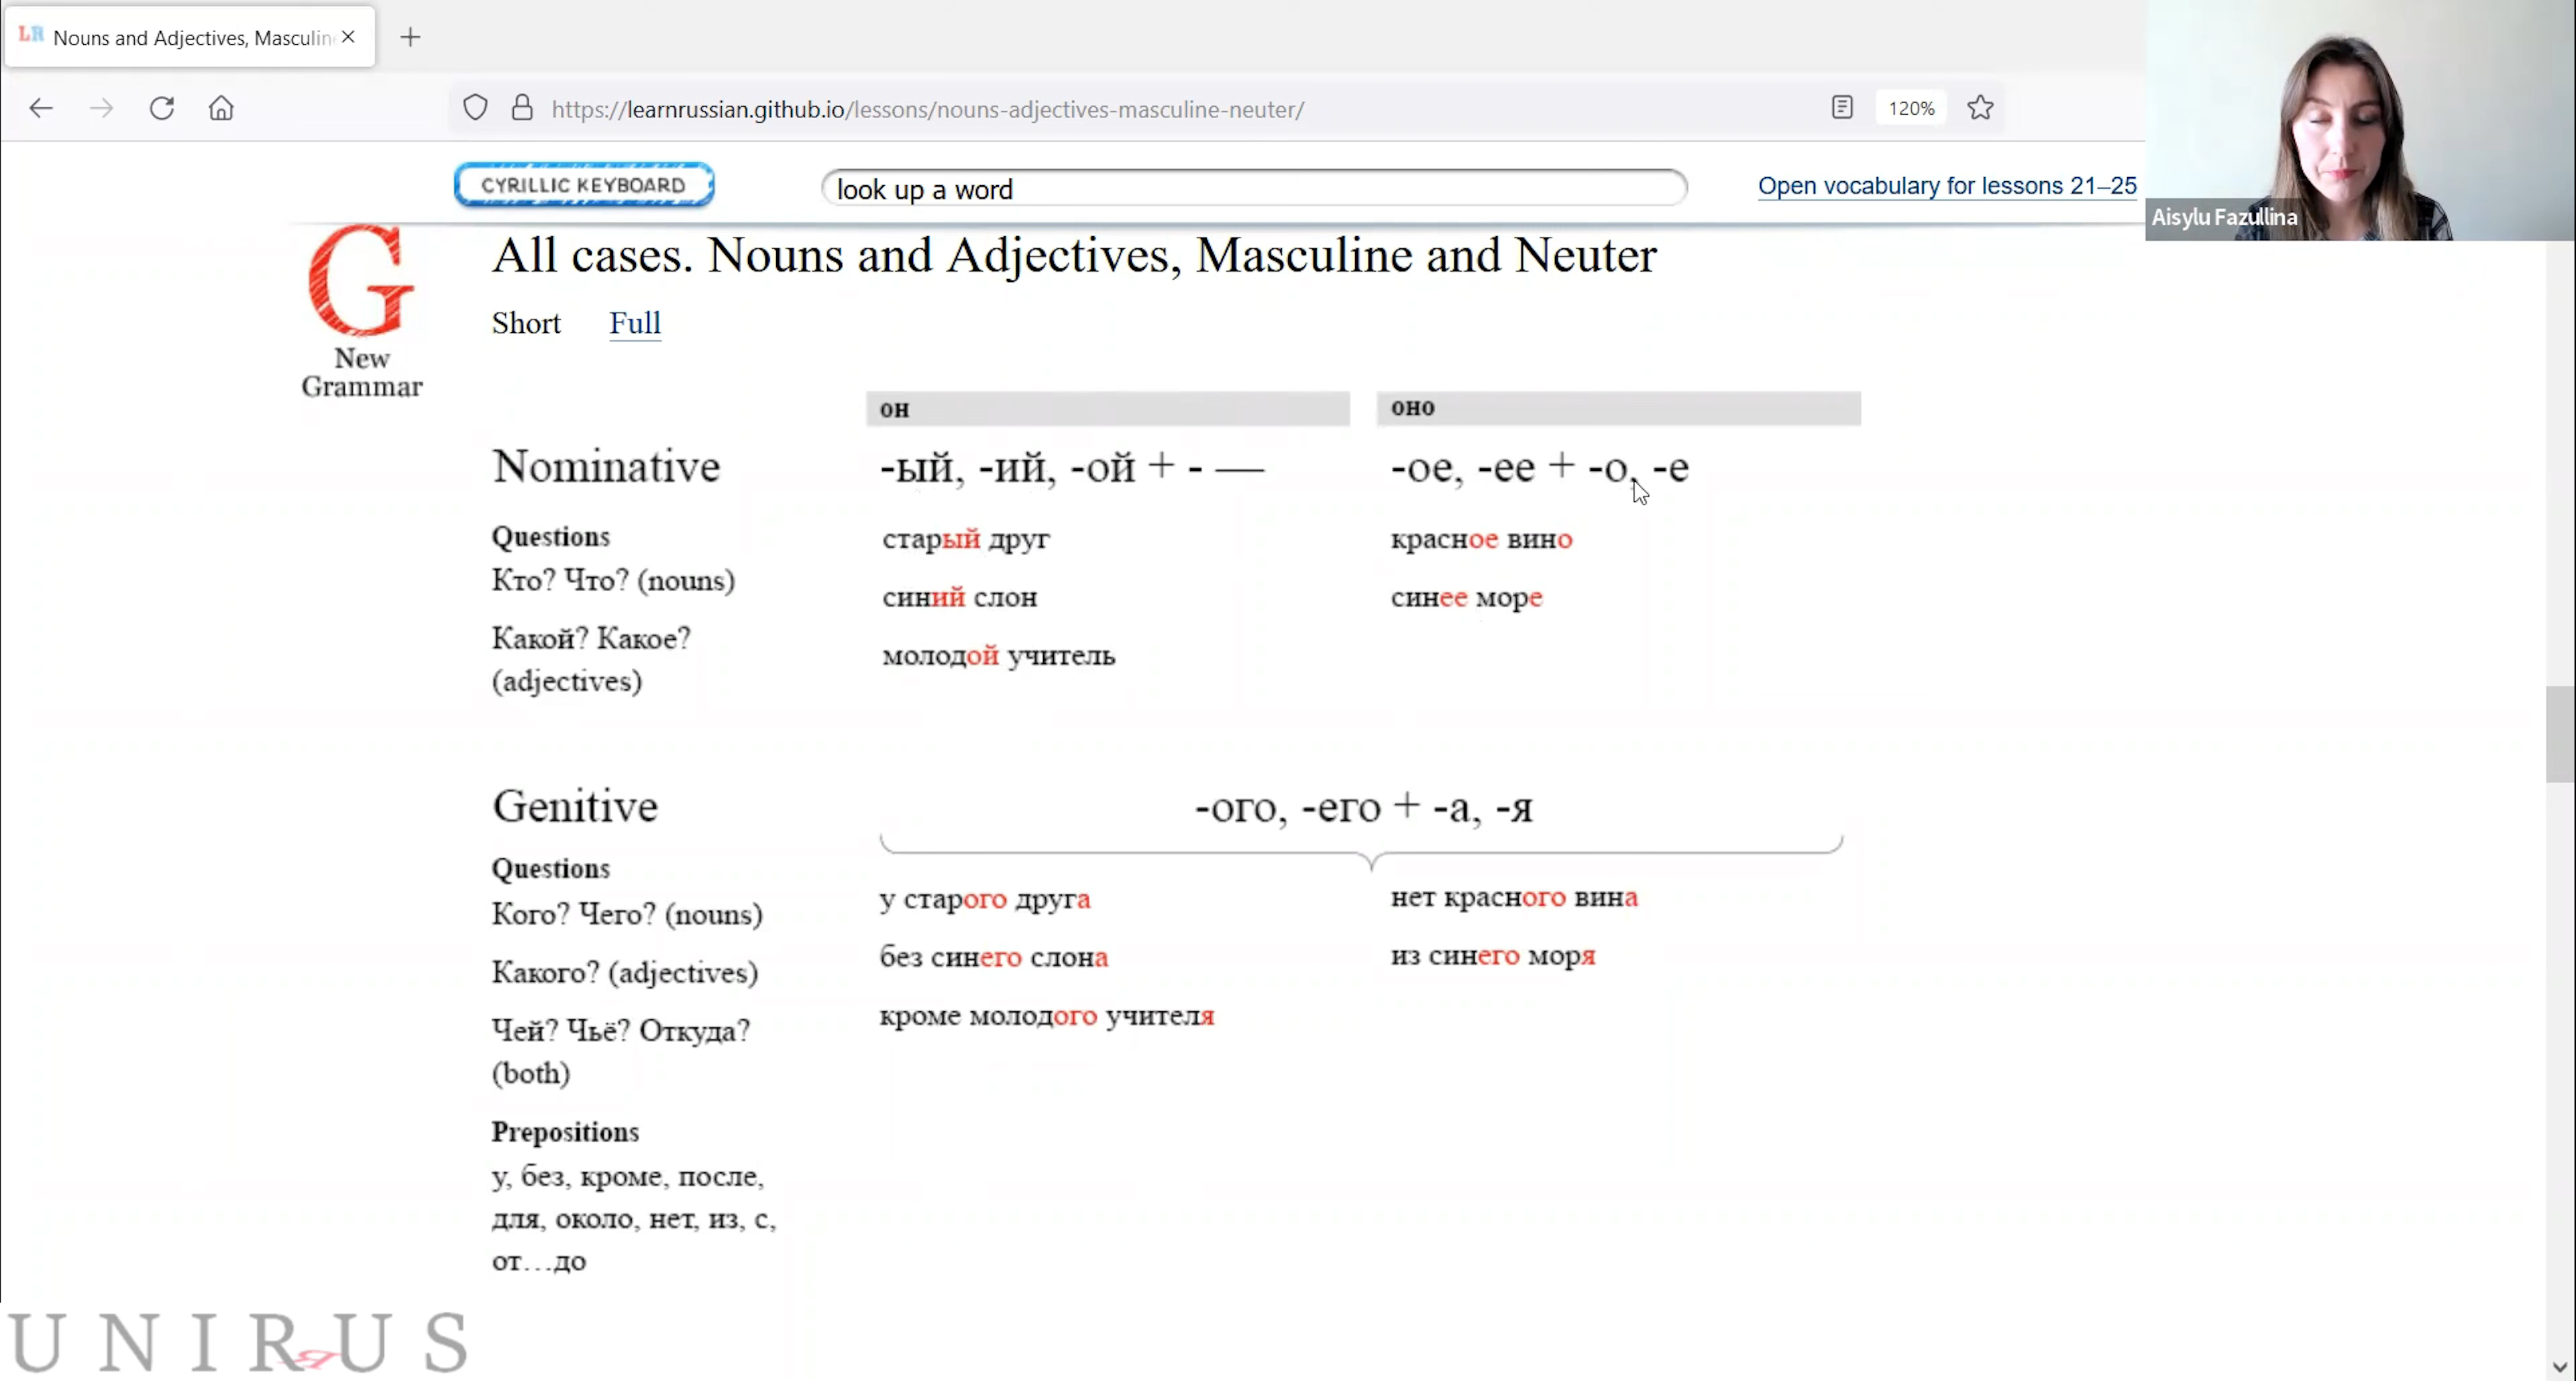 LR Nouns and Adjectives, Masculin
https://learnrussian.github.io/lessons/nouns-adjectives-masculine-neuter/
120%
CYRILLIC KEYBOARD
look up a word
Open vocabulary for lessons 21–25
Aisylu Fazullina
G
New
Grammar
All cases. Nouns and Adjectives, Masculine and Neuter
Short Full
он оно
Nominative -ый, -ий, -ой + - — -ое, -ее + -о, -е
Questions
Кто? Что? (nouns)
Какой? Какое?
(adjectives)
старый друг
синий слон
молодой учитель
красное вино
синее море
Genitive -ого, -его + -а, -я
Questions
Кого? Чего? (nouns)
Какого? (adjectives)
Чей? Чьё? Откуда?
(both)
Prepositions
у, без, кроме, после,
для, около, нет, из, с,
от…до
у старого друга
без синего слона
кроме молодого учителя
нет красного вина
из синего моря
UNIRUS